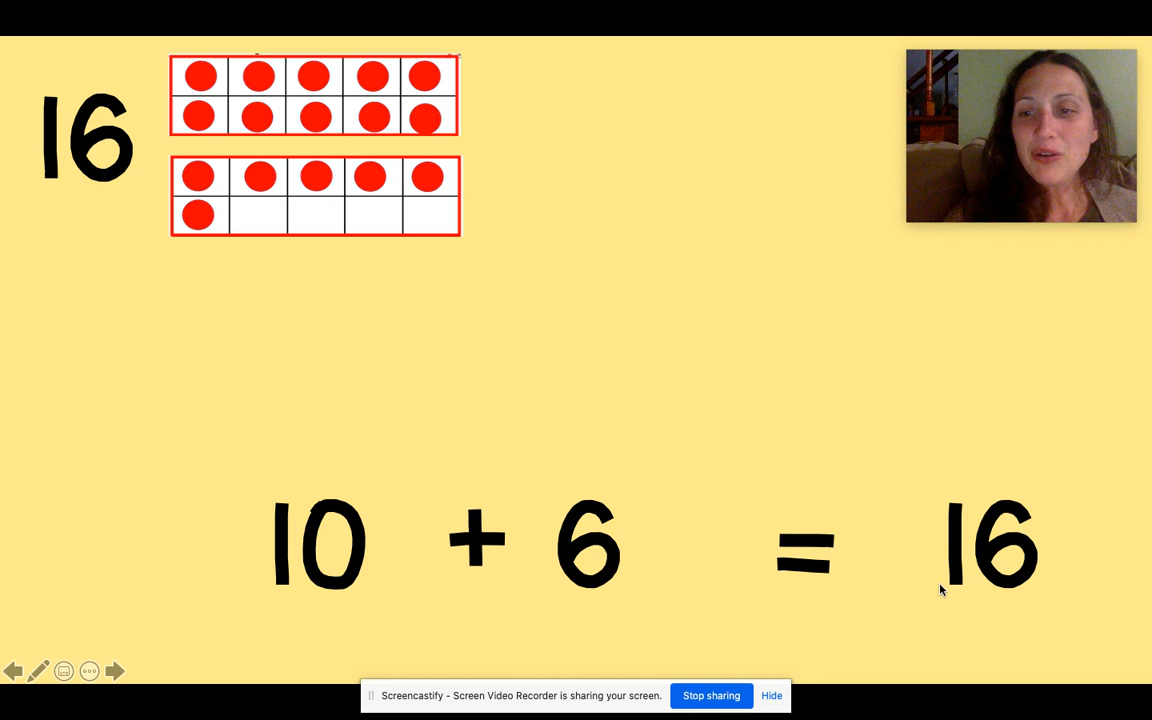 16
10 + 6 = 16
Screencastify - Screen Video Recorder is sharing your screen. Stop sharing Hide